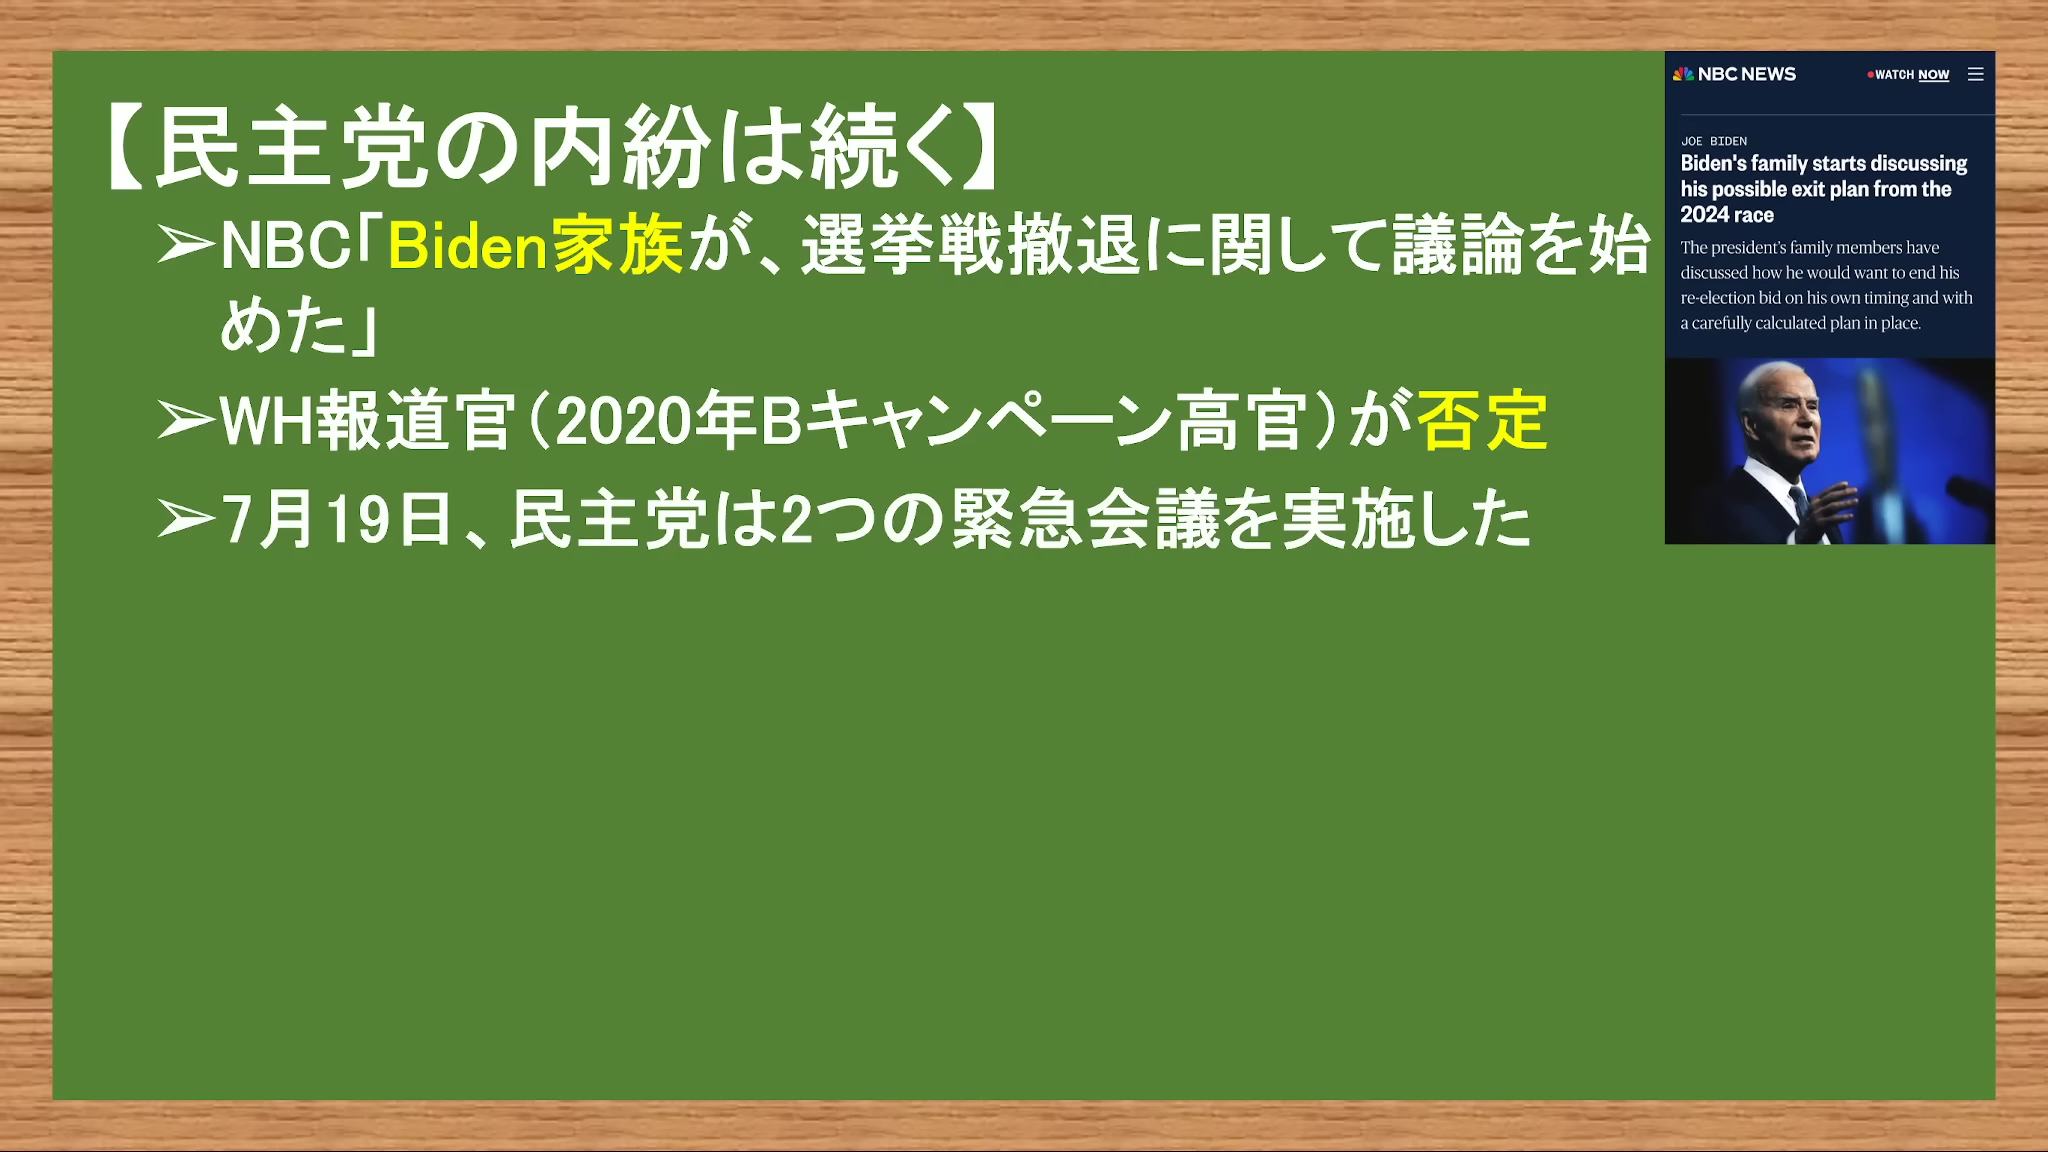 【民主党の内紛は続く】
➢NBC「Biden家族が、選挙戦撤退に関して議論を始
めた」
➢WH報道官（2020年Bキャンペーン高官）が否定
➢7月19日、民主党は2つの緊急会議を実施した
NBC NEWS
WATCH NOW
JOE BIDEN
Biden's family starts discussing
his possible exit plan from the
2024 race
The president's family members have
discussed how he would want to end his
re-election bid on his own timing and with
a carefully calculated plan in place.